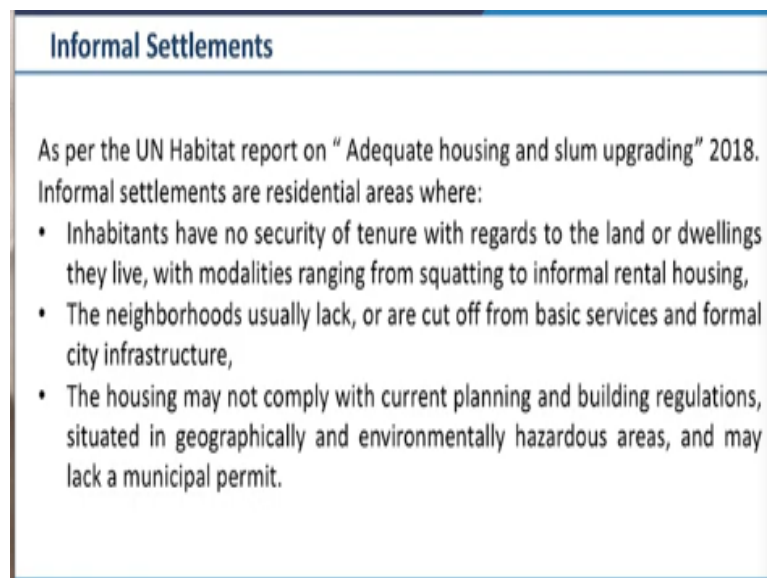 Informal Settlements
As per the UN Habitat report on “ Adequate housing and slum upgrading” 2018.
Informal settlements are residential areas where:
• Inhabitants have no security of tenure with regards to the land or dwellings
they live, with modalities ranging from squatting to informal rental housing,
• The neighborhoods usually lack, or are cut off from basic services and formal
city infrastructure,
• The housing may not comply with current planning and building regulations,
situated in geographically and environmentally hazardous areas, and may
lack a municipal permit.